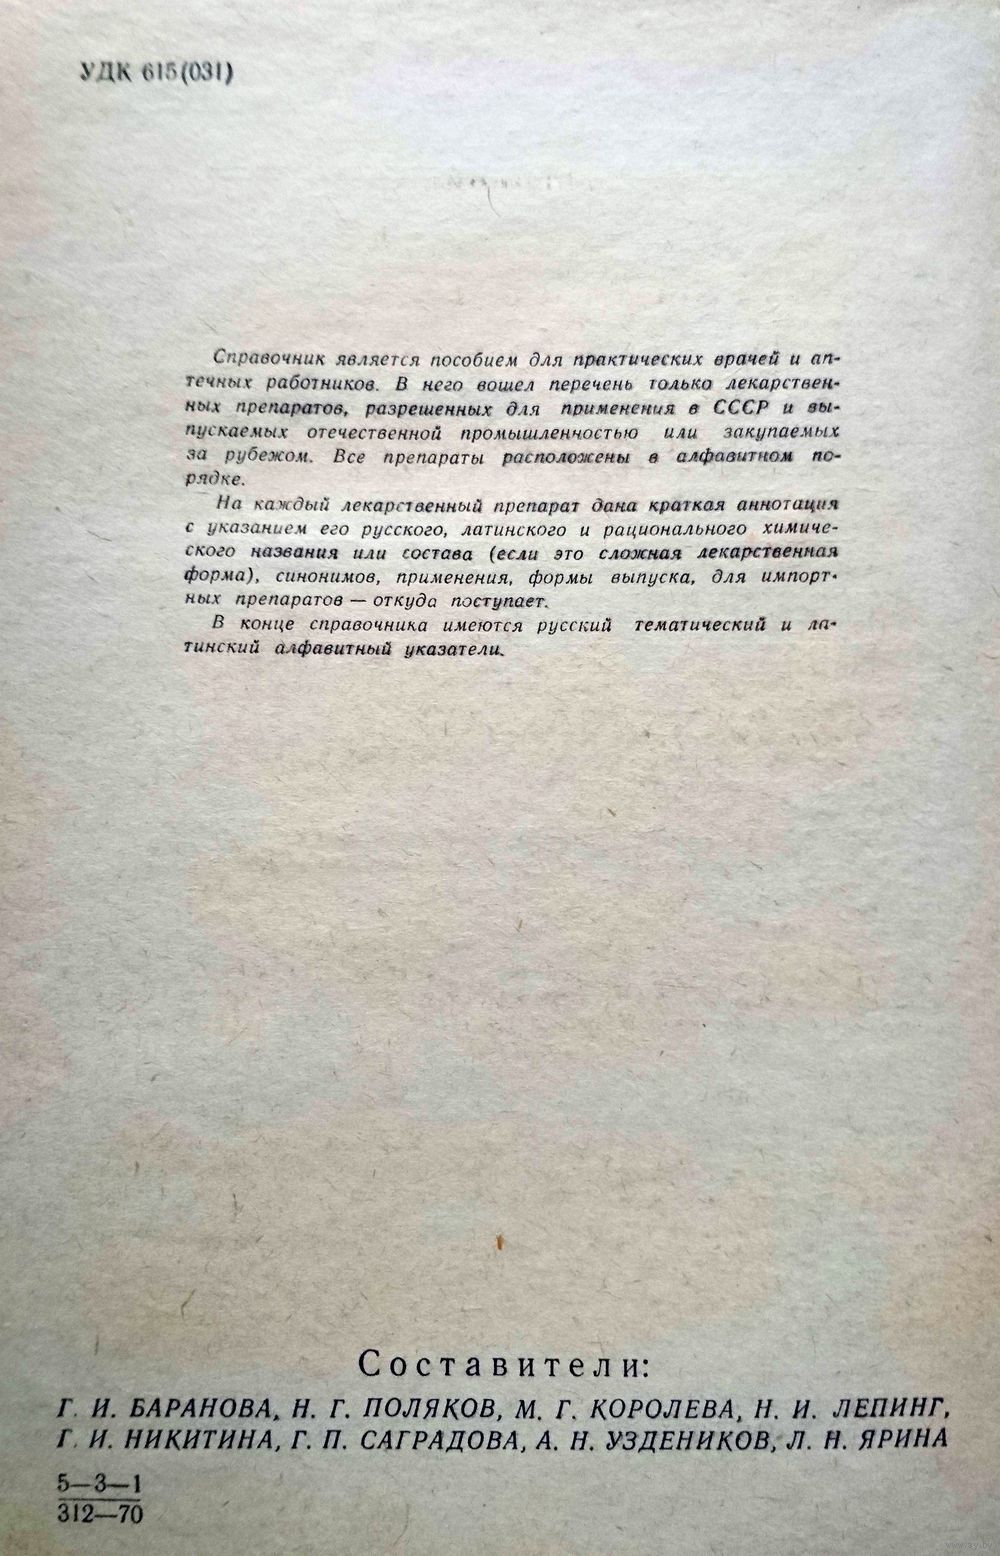 УДК 615(031)
Справочник является пособием для практических врачей и ап-
течных работников. В него вошел перечень только лекарствен-
ных препаратов, разрешенных для применения в СССР и вы-
пускаемых отечественной промышленностью или закупаемых
за рубежом. Все препараты расположены в алфавитном по-
рядке.
На каждый лекарственный препарат дана краткая аннотация
с указанием его русского, латинского и рационального химиче-
ского названия или состава (если это сложная лекарственная
форма), синонимов, применения, формы выпуска, для импорт-
ных препаратов — откуда поступает.
В конце справочника имеются русский тематический и ла-
тинский алфавитный указатели.
Составители:
Г. И. БАРАНОВА, Н. Г. ПОЛЯКОВ, М. Г. КОРОЛЕВА, Н. И. ЛЕПИНГ,
Г. И. НИКИТИНА, Г. П. САГРАДОВА, А. Н. УЗДЕНИКОВ, Л. Н. ЯРИНА
5—3—1
312—70